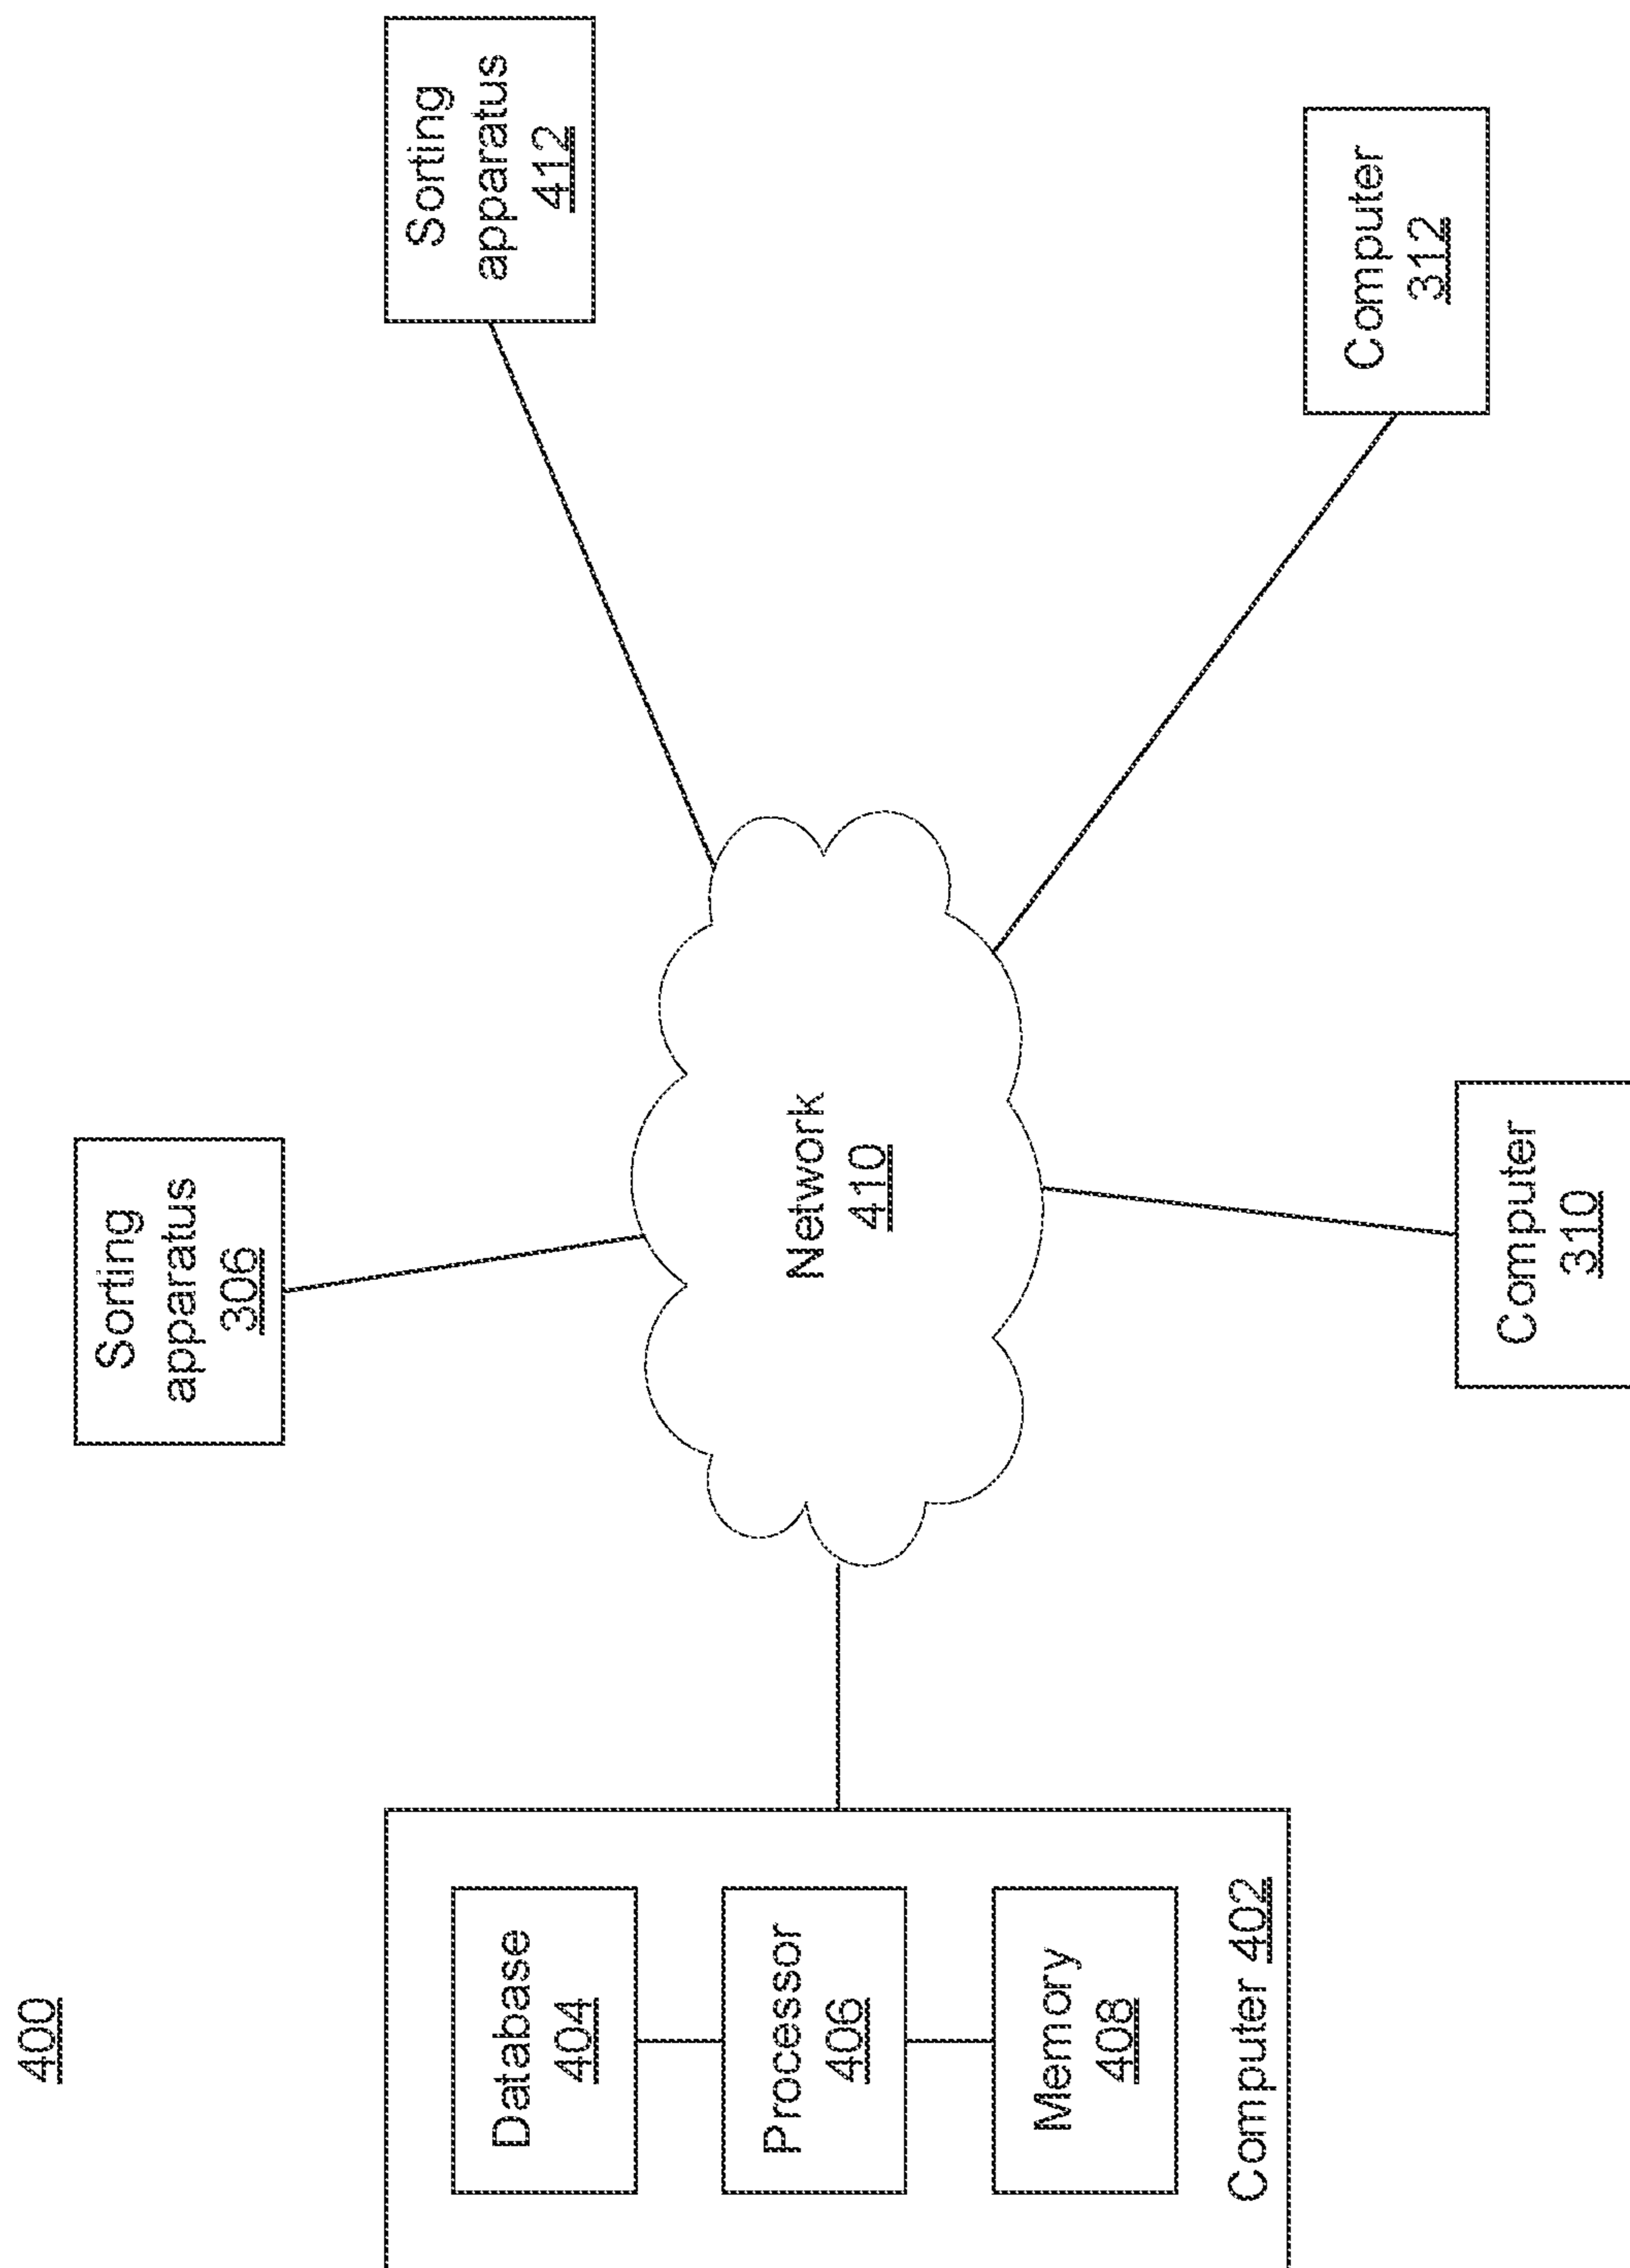 400
Sorting
apparatus
306
Sorting
apparatus
412
Database
404
Processor
406
Memory
408
Computer 402
Network
410
Computer
310
Computer
312